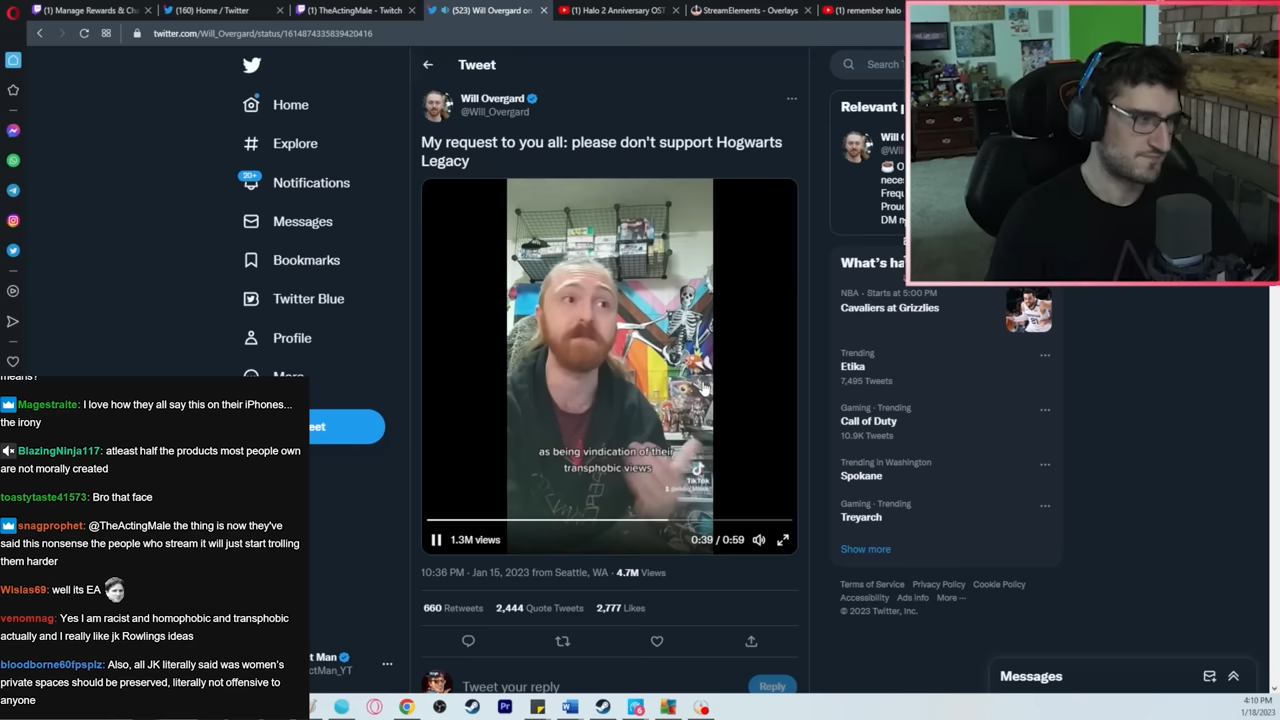 (1) Manage Rewards & Cha
(160) Home / Twitter
TheActingMale - Twitch
(523) Will Overgard on
Halo 2 Anniversary OST
StreamElements - Overlays
(1) remember halo
twitter.com/Will_Overgard/status/1614874335839420416
Home
Explore
20+
Notifications
Messages
Bookmarks
Twitter Blue
Profile
More
Tweet
Will Overgard
@Will_Overgard
My request to you all: please don't support Hogwarts
Legacy
as being vindication of their
transphobic views
TikTok
1.3M views
0:39 / 0:59
10:36 PM · Jan 15, 2023 from Seattle, WA · 4.7M Views
660 Retweets 2,444 Quote Tweets 2,777 Likes
Tweet your reply
Reply
Search
Relevant
Will
What's ha
NBA · Starts at 5:00 PM
Cavaliers at Grizzlies
Trending
Etika
7,495 Tweets
Gaming · Trending
Call of Duty
10.9K Tweets
Trending in Washington
Spokane
Gaming · Trending
Treyarch
Show more
Terms of Service Privacy Policy Cookie Policy
Accessibility Ads info More ···
© 2023 Twitter, Inc.
Messages
means?
Magestraite: I love how they all say this on their iPhones...
the irony
BlazingNinja117: atleast half the products most people own
are not morally created
toastytaste41573: Bro that face
snagprophet: @TheActingMale the thing is now they've
said this nonsense the people who stream it will just start trolling
them harder
Wislas69: well its EA
venomnag: Yes I am racist and homophobic and transphobic
actually and I really like jk Rowlings ideas
bloodborne60fpsplz: Also, all JK literally said was women's
private spaces should be preserved, literally not offensive to
anyone
t Man
ctMan_YT
4:10 PM
1/18/2023